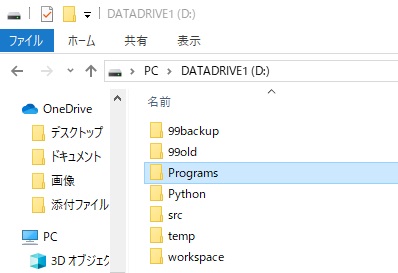 DATADRIVE1 (D:)
ファイル ホーム 共有 表示
PC > DATADRIVE1 (D:) >
名前
OneDrive
デスクトップ
ドキュメント
画像
添付ファイル
PC
3D オブジェク
99backup
99old
Programs
Python
src
temp
workspace